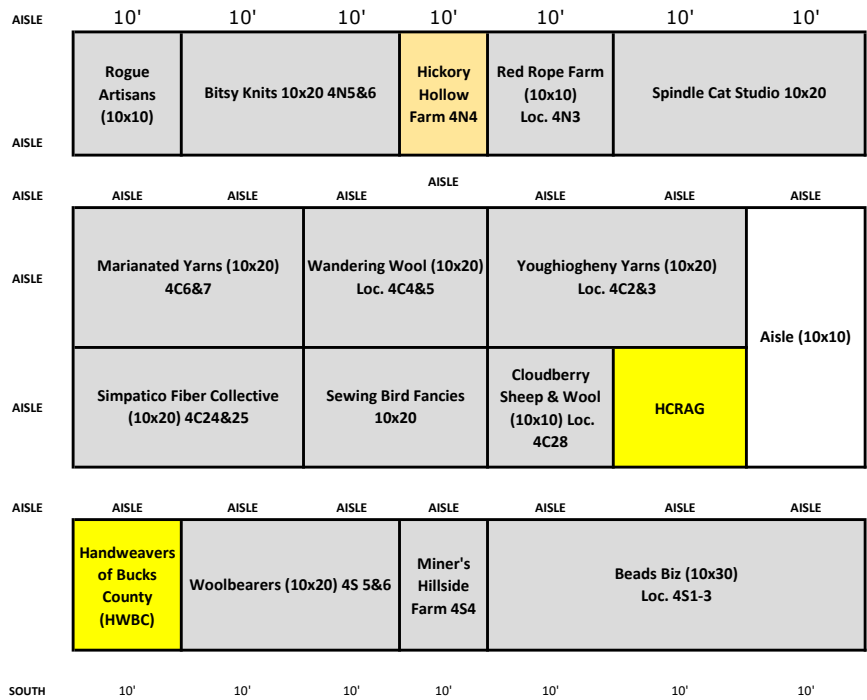 AISLE 10' 10' 10' 10' 10' 10' 10'
Rogue
Artisans
(10x10)
Bitsy Knits 10x20 4N5&6
Hickory
Hollow
Farm 4N4
Red Rope Farm
(10x10)
Loc. 4N3
Spindle Cat Studio 10x20
AISLE
AISLE AISLE AISLE AISLE AISLE AISLE AISLE AISLE
AISLE
Marianated Yarns (10x20)
4C6&7
Wandering Wool (10x20)
Loc. 4C4&5
Youghiogheny Yarns (10x20)
Loc. 4C2&3
Aisle (10x10)
AISLE
Simpatico Fiber Collective
(10x20) 4C24&25
Sewing Bird Fancies
10x20
Cloudberry
Sheep & Wool
(10x10) Loc.
4C28
HCRAG
AISLE AISLE AISLE AISLE AISLE AISLE AISLE AISLE
Handweavers
of Bucks
County
(HWBC)
Woolbearers (10x20) 4S 5&6
Miner's
Hillside
Farm 4S4
Beads Biz (10x30)
Loc. 4S1-3
SOUTH 10' 10' 10' 10' 10' 10' 10'